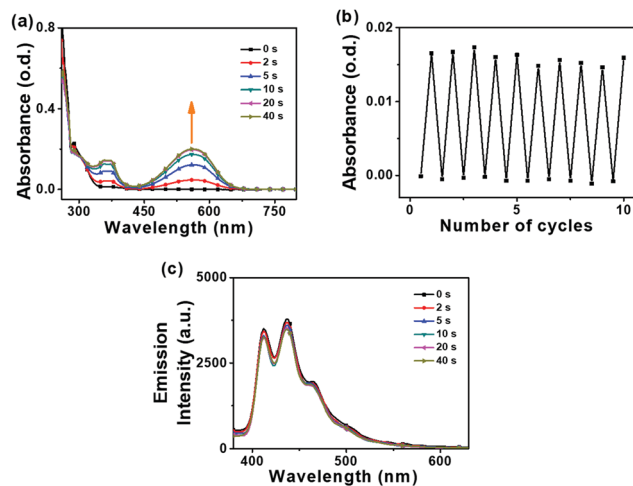 (a)
0.8
0.4
0.0
Absorbance (o.d.)
0 s
2 s
5 s
10 s
20 s
40 s
300 450 600 750
Wavelength (nm)
(b)
0.02
0.01
0.00
Absorbance (o.d.)
0 5 10
Number of cycles
(c)
5000
2500
0
Emission
Intensity (a.u.)
0 s
2 s
5 s
10 s
20 s
40 s
400 500 600
Wavelength (nm)